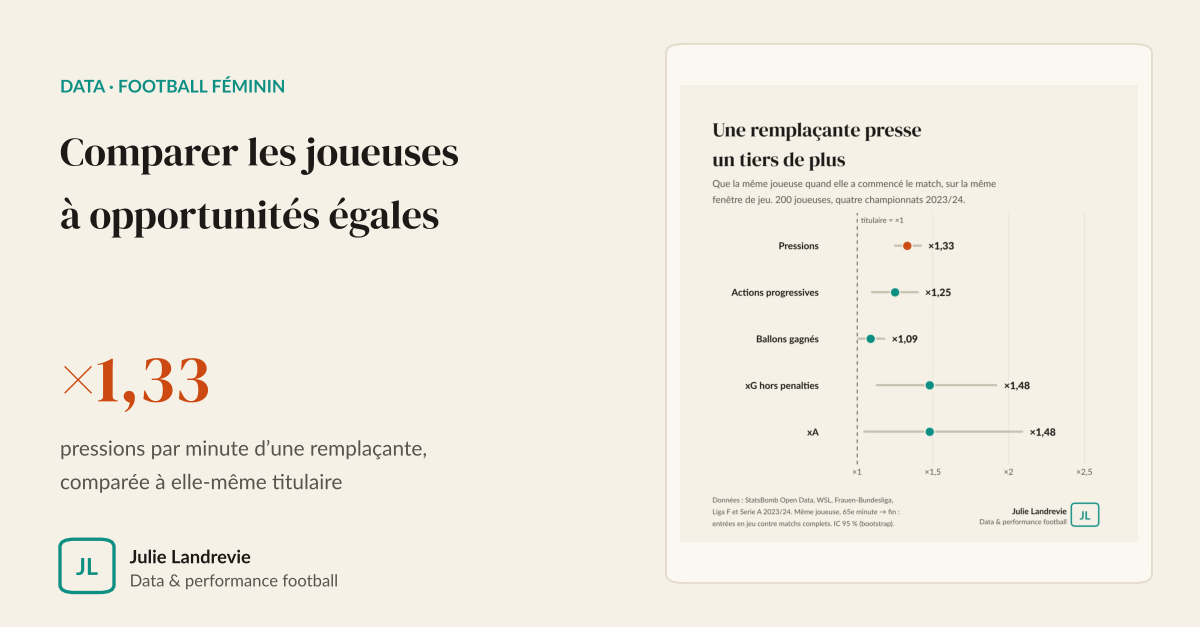 DATA · FOOTBALL FÉMININ
Comparer les joueuses
à opportunités égales
×1,33
pressions par minute d’une remplaçante,
comparée à elle-même titulaire
JL
Julie Landrevie
Data & performance football
Une remplaçante presse
un tiers de plus
Que la même joueuse quand elle a commencé le match, sur la même
fenêtre de jeu. 200 joueuses, quatre championnats 2023/24.
titulaire = ×1
Pressions ×1,33
Actions progressives ×1,25
Ballons gagnés ×1,09
xG hors penalties ×1,48
xA ×1,48
×1 ×1,5 ×2 ×2,5
Données : StatsBomb Open Data, WSL, Frauen-Bundesliga,
Liga F et Serie A 2023/24. Même joueuse, 65e minute → fin :
entrées en jeu contre matchs complets. IC 95 % (bootstrap).
Julie Landrevie
Data & performance football
JL